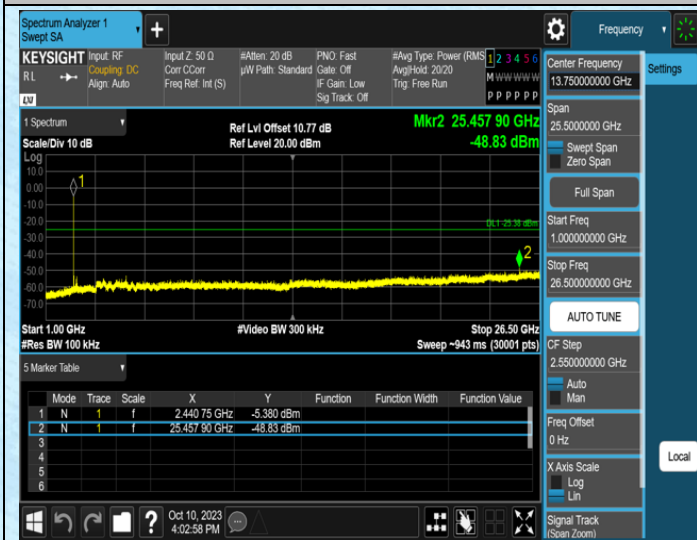 Spectrum Analyzer 1
Swept SA
Frequency
KEYSIGHT
RL
LXI
Input: RF
Coupling: DC
Align: Auto
Input Z: 50 Ω
Corr CCorr
Freq Ref: Int (S)
#Atten: 20 dB
µW Path: Standard
PNO: Fast
Gate: Off
IF Gain: Low
Sig Track: Off
#Avg Type: Power (RMS)
Avg|Hold: 20/20
Trig: Free Run
1 2 3 4 5 6
M W W W W W
P P P P P P
1 Spectrum
Scale/Div 10 dB
Ref Lvl Offset 10.77 dB
Ref Level 20.00 dBm
Mkr2 25.457 90 GHz
-48.83 dBm
Log
10.0
0.00
-10.0
-20.0
-30.0
-40.0
-50.0
-60.0
-70.0
1
DL1 -25.38 dBm
2
Start 1.00 GHz
#Res BW 100 kHz
#Video BW 300 kHz
Stop 26.50 GHz
Sweep ~943 ms (30001 pts)
5 Marker Table
Mode Trace Scale X Y Function Function Width Function Value
1 N 1 f 2.440 75 GHz -5.380 dBm
2 N 1 f 25.457 90 GHz -48.83 dBm
3
4
5
6
Oct 10, 2023
4:02:58 PM
Center Frequency
13.750000000 GHz
Span
25.5000000 GHz
Swept Span
Zero Span
Full Span
Start Freq
1.000000000 GHz
Stop Freq
26.500000000 GHz
AUTO TUNE
CF Step
2.550000000 GHz
Auto
Man
Freq Offset
0 Hz
X Axis Scale
Log
Lin
Signal Track
(Span Zoom)
Settings
Local